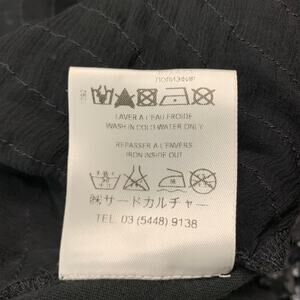 LAVER A L'EAU FROIDE
WASH IN COLD WATER ONLY
REPASSER A L'ENVERS
IRON INSIDE OUT
㈱サードカルチャー
TEL. 03 (5448) 9138